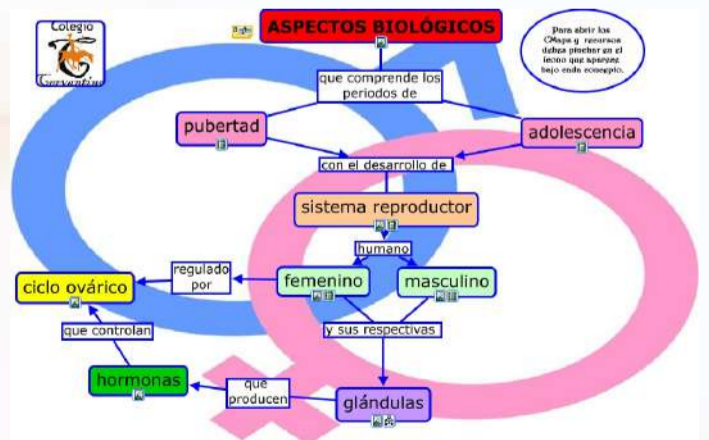 Colegio
Cervantino
ASPECTOS BIOLÓGICOS
Para abrir los
CMaps y recursos
debes pinchar en el
icono que aparece
bajo cada concepto.
que comprende los
periodos de
pubertad
adolescencia
con el desarrollo de
sistema reproductor
humano
femenino
masculino
regulado
por
ciclo ovárico
que controlan
y sus respectivas
hormonas
que
producen
glándulas